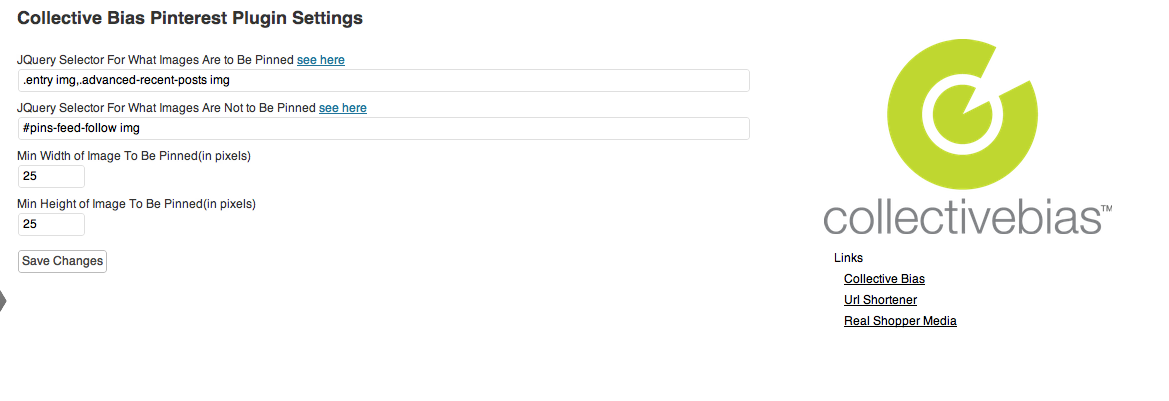 Collective Bias Pinterest Plugin Settings
JQuery Selector For What Images Are to Be Pinned see here
.entry img,.advanced-recent-posts img
JQuery Selector For What Images Are Not to Be Pinned see here
#pins-feed-follow img
Min Width of Image To Be Pinned(in pixels)
25
Min Height of Image To Be Pinned(in pixels)
25
Save Changes
collectivebias™
Links
Collective Bias
Url Shortener
Real Shopper Media